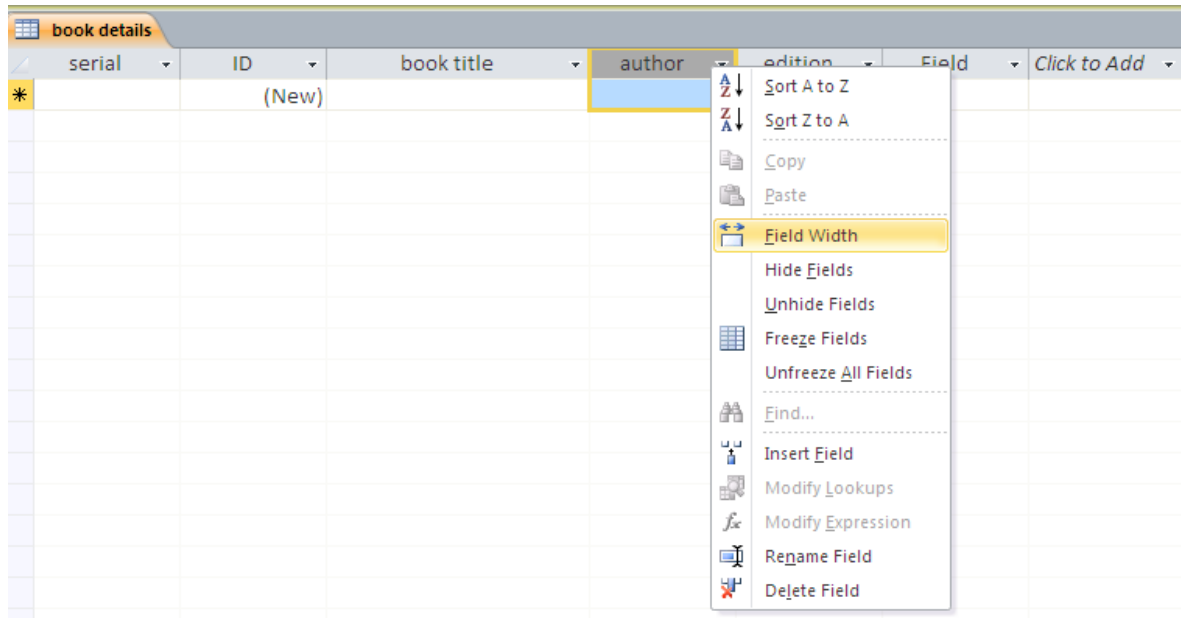 book details
serial ID book title author edition Field Click to Add
(New)
Sort A to Z
Sort Z to A
Copy
Paste
Field Width
Hide Fields
Unhide Fields
Freeze Fields
Unfreeze All Fields
Find...
Insert Field
Modify Lookups
Modify Expression
Rename Field
Delete Field